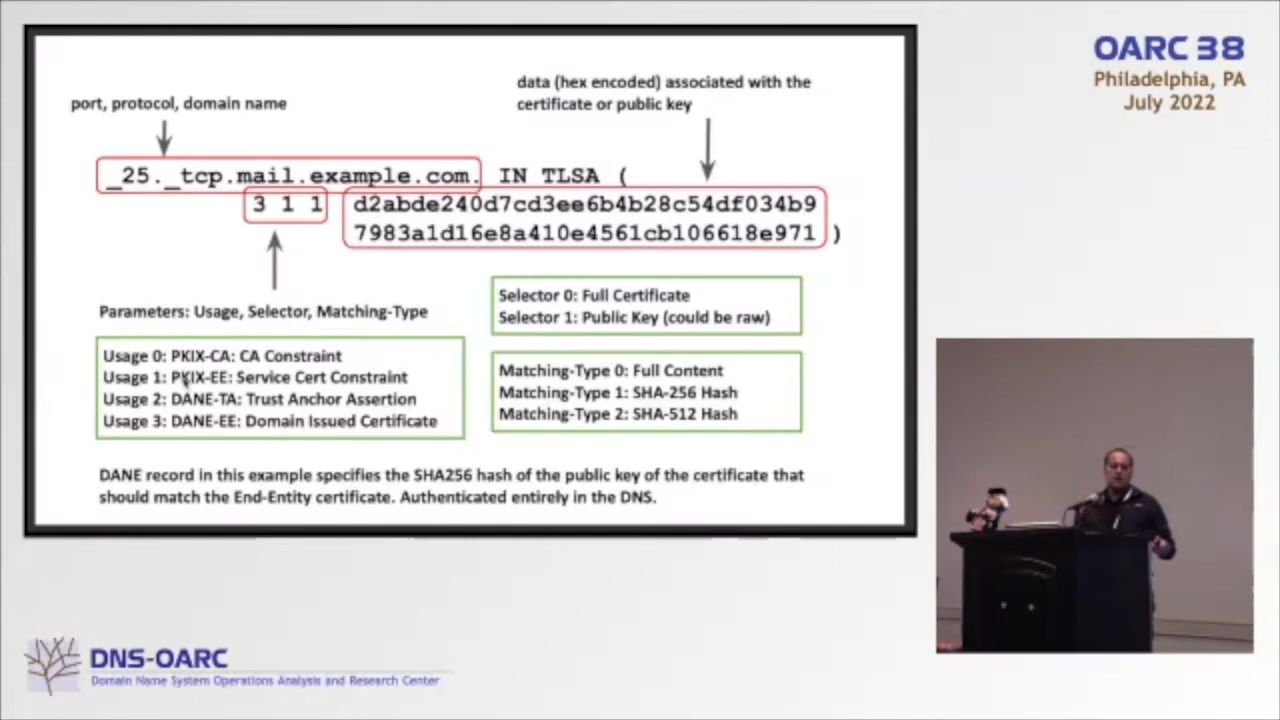 OARC 38
Philadelphia, PA
July 2022
port, protocol, domain name
data (hex encoded) associated with the
certificate or public key
_25._tcp.mail.example.com. IN TLSA (
3 1 1 d2abde240d7cd3ee6b4b28c54df034b9
7983a1d16e8a410e4561cb106618e971 )
Parameters: Usage, Selector, Matching-Type
Usage 0: PKIX-CA: CA Constraint
Usage 1: PKIX-EE: Service Cert Constraint
Usage 2: DANE-TA: Trust Anchor Assertion
Usage 3: DANE-EE: Domain Issued Certificate
Selector 0: Full Certificate
Selector 1: Public Key (could be raw)
Matching-Type 0: Full Content
Matching-Type 1: SHA-256 Hash
Matching-Type 2: SHA-512 Hash
DANE record in this example specifies the SHA256 hash of the public key of the certificate that
should match the End-Entity certificate. Authenticated entirely in the DNS.
DNS-OARC
Domain Name System Operations Analysis and Research Center